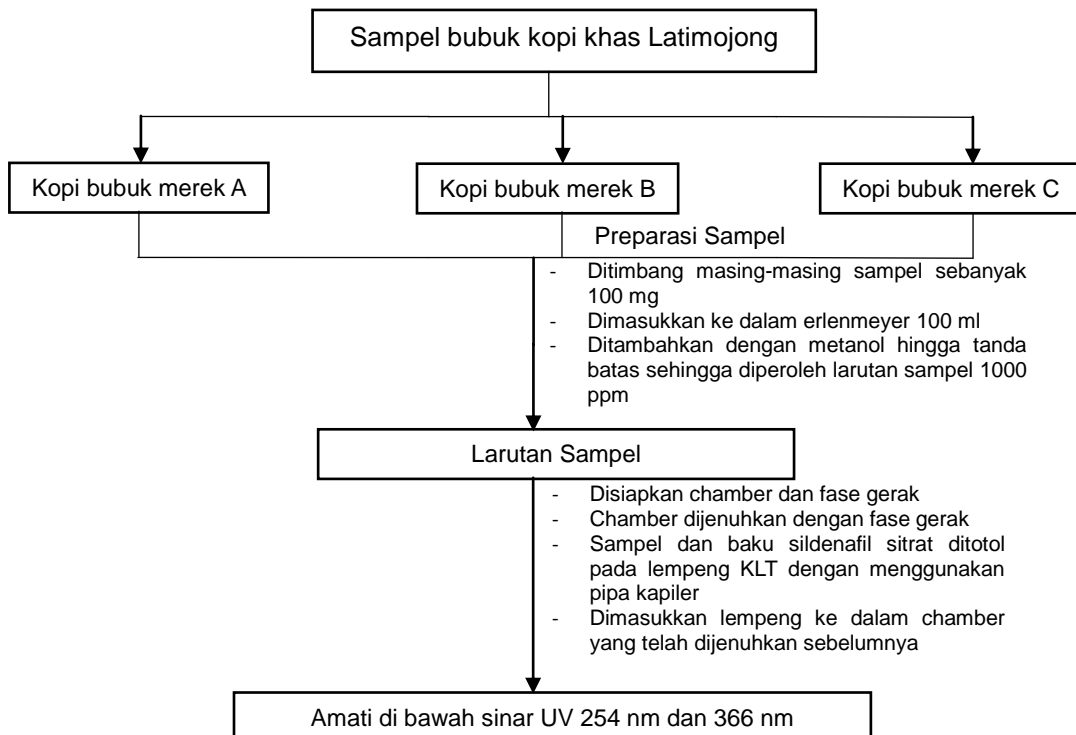 Sampel bubuk kopi khas Latimojong
Kopi bubuk merek A
Kopi bubuk merek B
Kopi bubuk merek C
Preparasi Sampel
- Ditimbang masing-masing sampel sebanyak
100 mg
- Dimasukkan ke dalam erlenmeyer 100 ml
- Ditambahkan dengan metanol hingga tanda
batas sehingga diperoleh larutan sampel 1000
ppm
Larutan Sampel
- Disiapkan chamber dan fase gerak
- Chamber dijenuhkan dengan fase gerak
- Sampel dan baku sildenafil sitrat ditotol
pada lempeng KLT dengan menggunakan
pipa kapiler
- Dimasukkan lempeng ke dalam chamber
yang telah dijenuhkan sebelumnya
Amati di bawah sinar UV 254 nm dan 366 nm